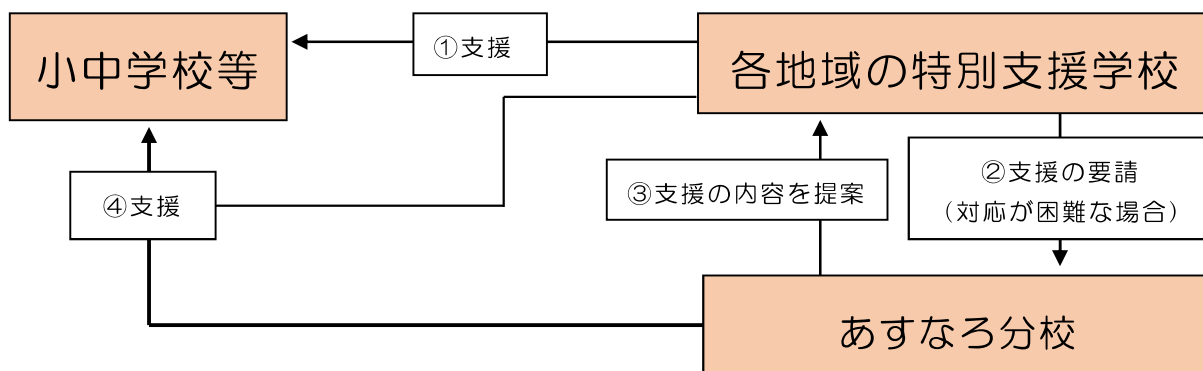 小中学校等
①支援
各地域の特別支援学校
④支援
③支援の内容を提案
②支援の要請
（対応が困難な場合）
あすなろ分校